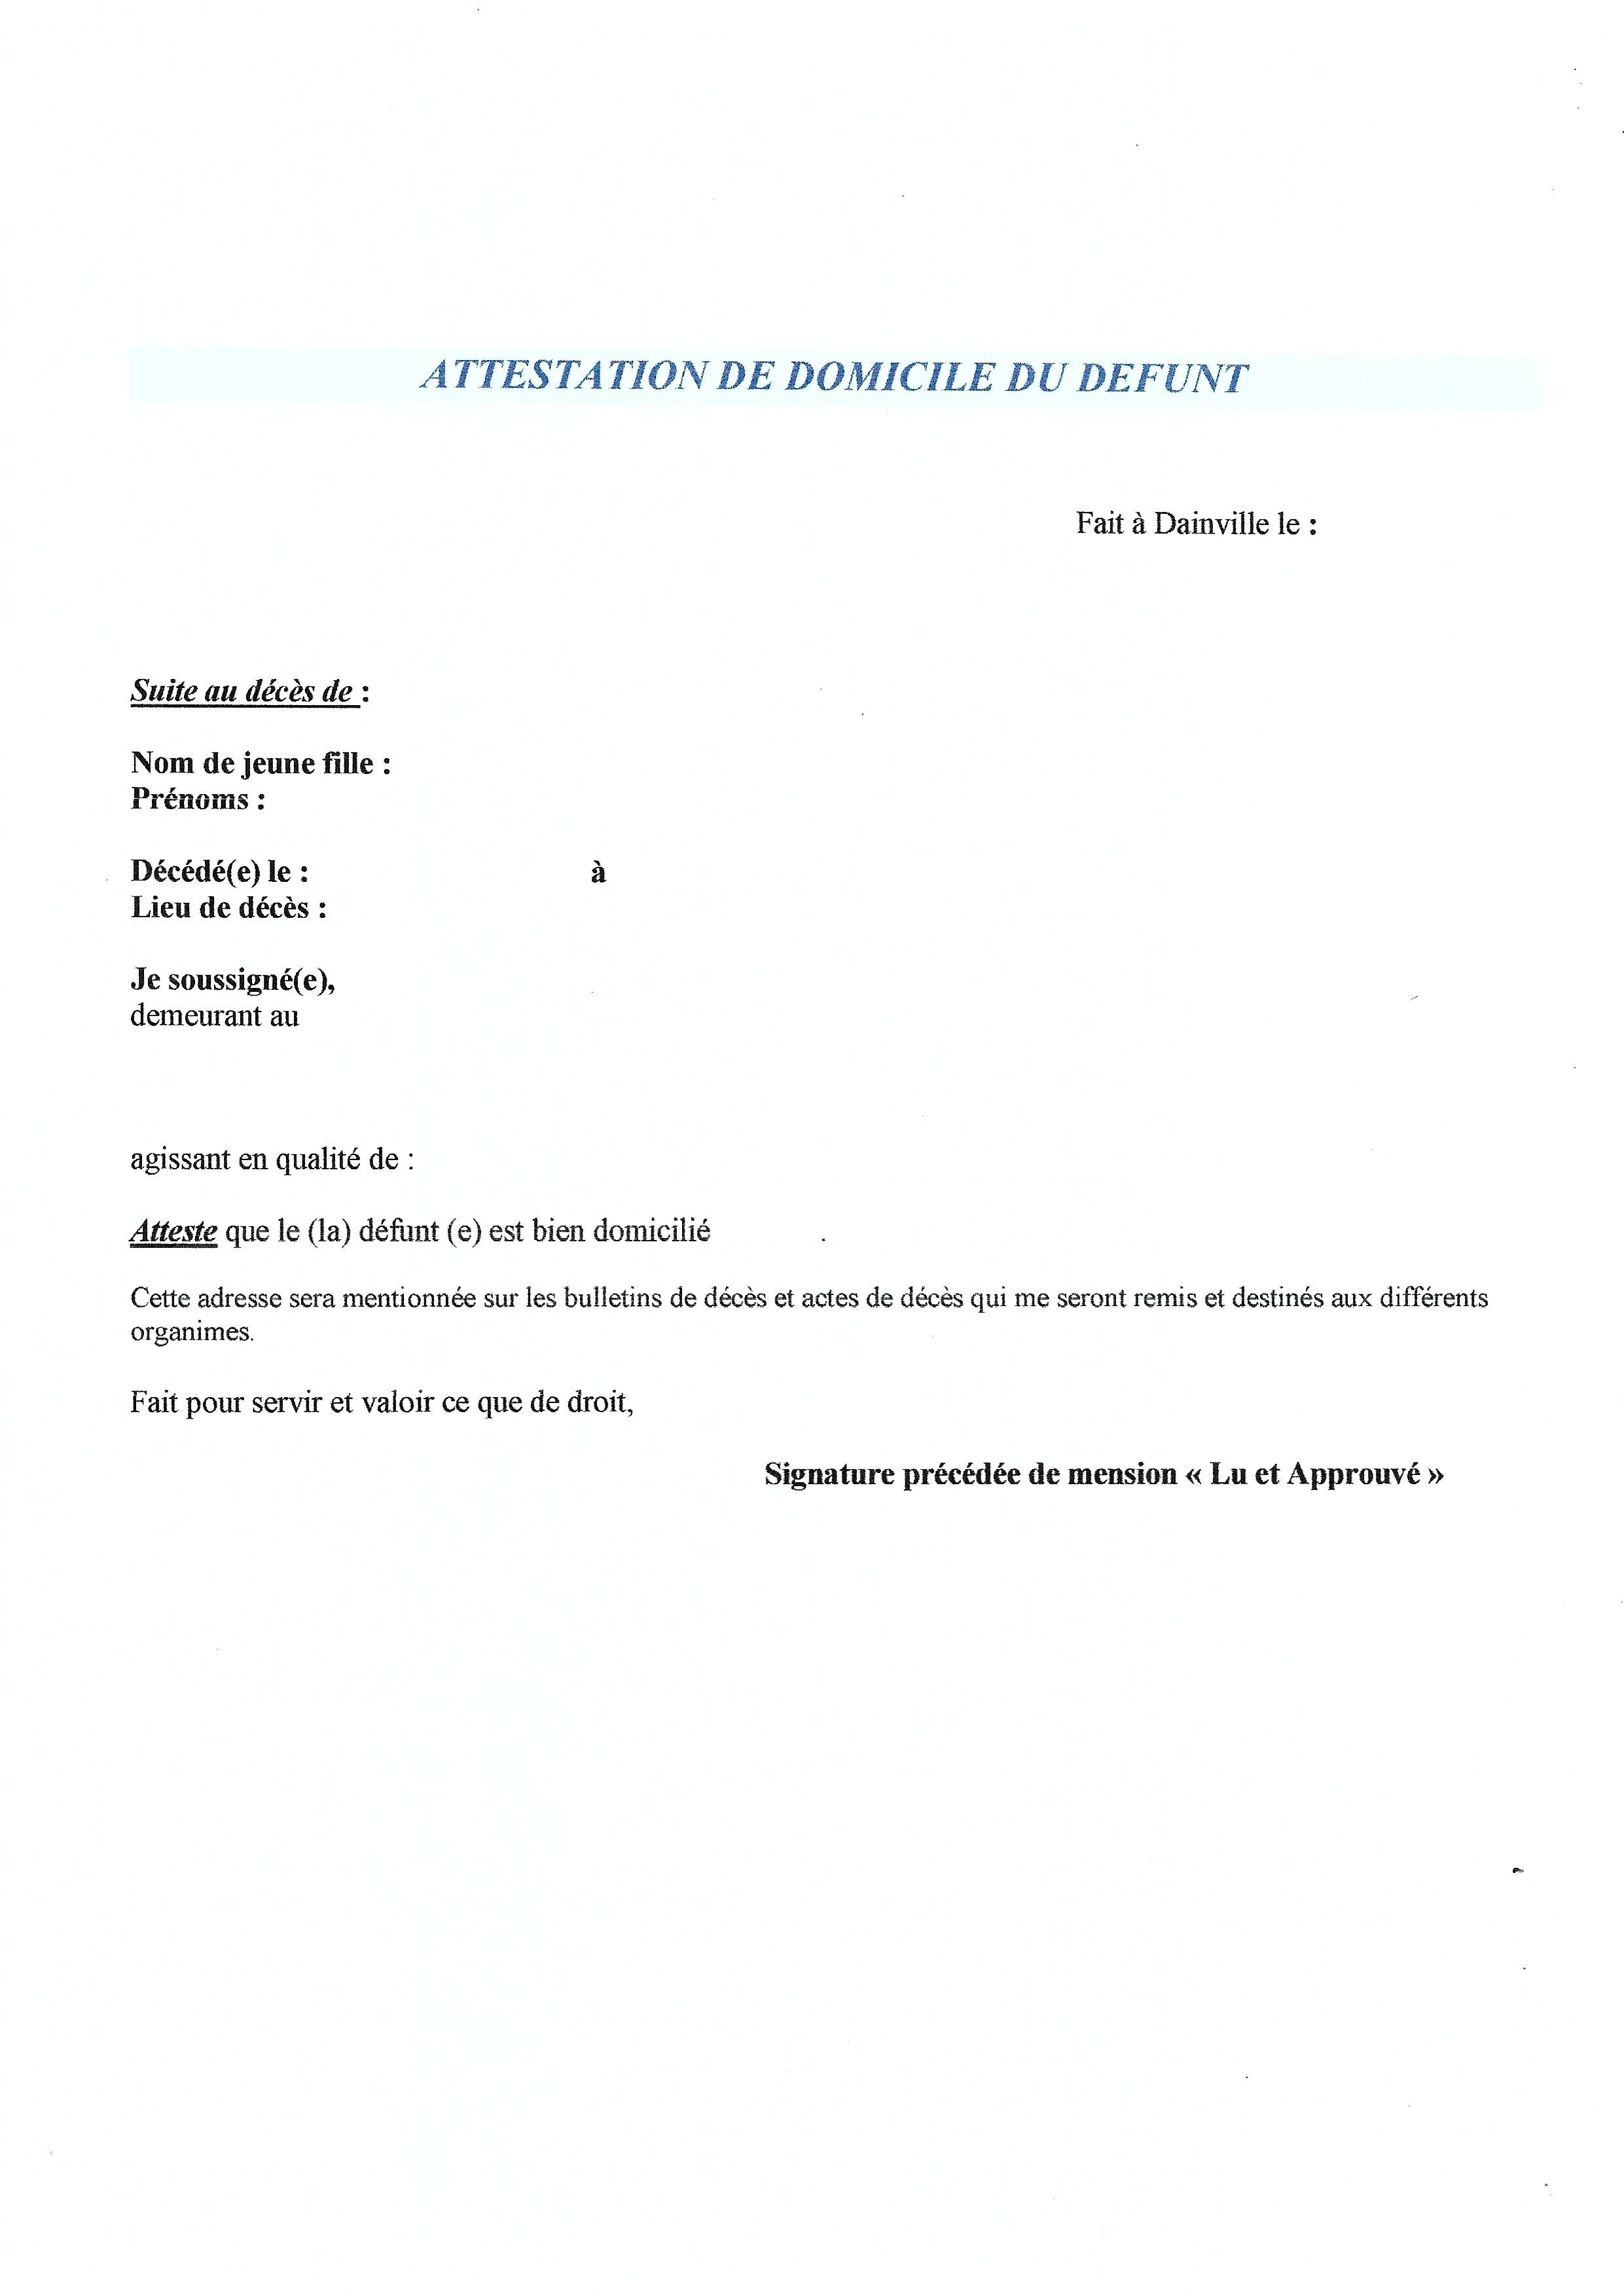 ATTESTATION DE DOMICILE DU DEFUNT
Fait à Dainville le :
Suite au décès de :
Nom de jeune fille :
Prénoms :
Décédé(e) le : à
Lieu de décès :
Je soussigné(e),
demeurant au
agissant en qualité de :
Atteste que le (la) défunt (e) est bien domicilié .
Cette adresse sera mentionnée sur les bulletins de décès et actes de décès qui me seront remis et destinés aux différents
organimes.
Fait pour servir et valoir ce que de droit,
Signature précédée de mension « Lu et Approuvé »